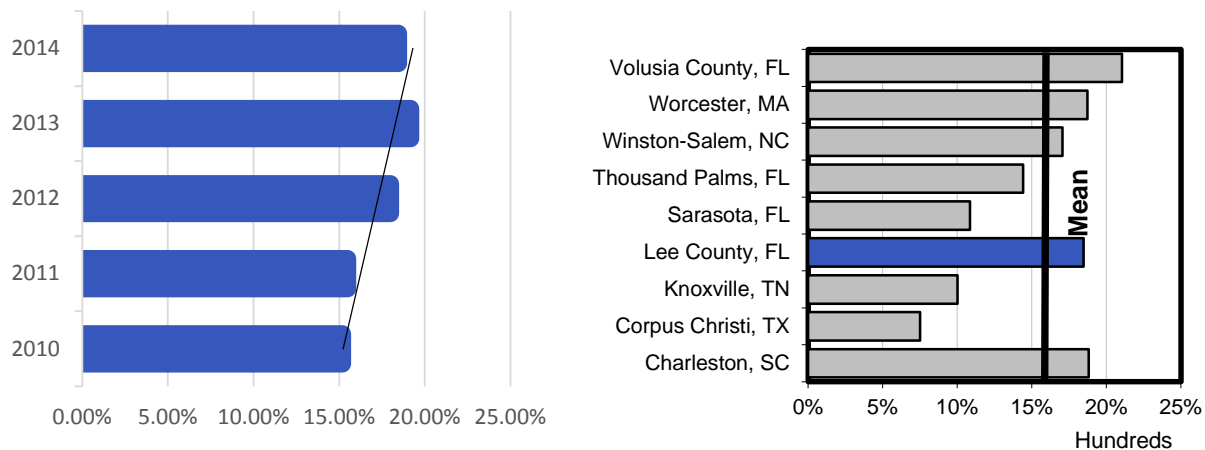 2014
2013
2012
2011
2010
0.00% 5.00% 10.00% 15.00% 20.00% 25.00%
Volusia County, FL
Worcester, MA
Winston-Salem, NC
Thousand Palms, FL
Sarasota, FL
Lee County, FL
Knoxville, TN
Corpus Christi, TX
Charleston, SC
Mean
0% 5% 10% 15% 20% 25%
Hundreds